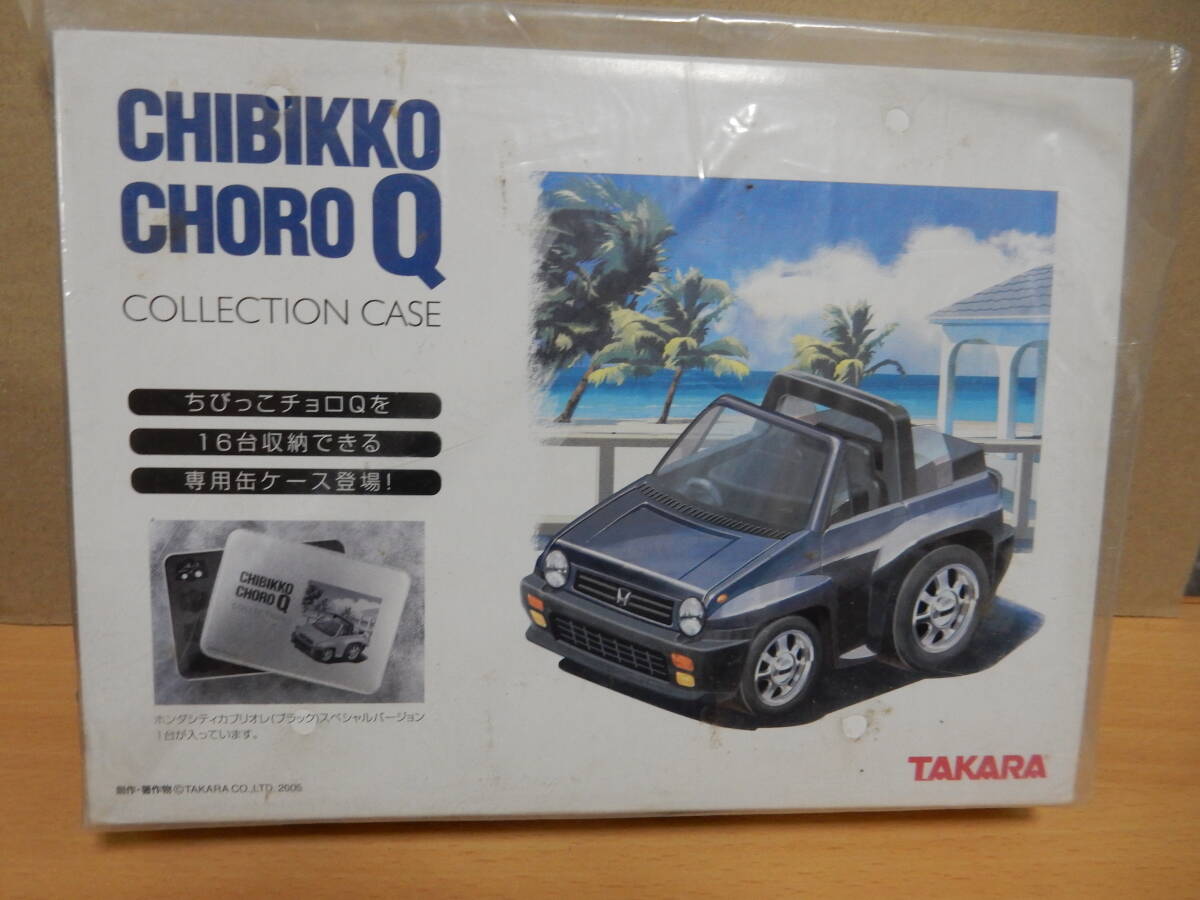 CHIBIKKO
CHORO Q
COLLECTION CASE
ちびっこチョロQを
16台収納できる
専用缶ケース登場!
CHIBIKKO
CHORO Q
ホンダシティカブリオレ(ブラック)スペシャルバージョン
1台が入っています。
創作・著作物©TAKARA CO.,LTD. 2005
TAKARA